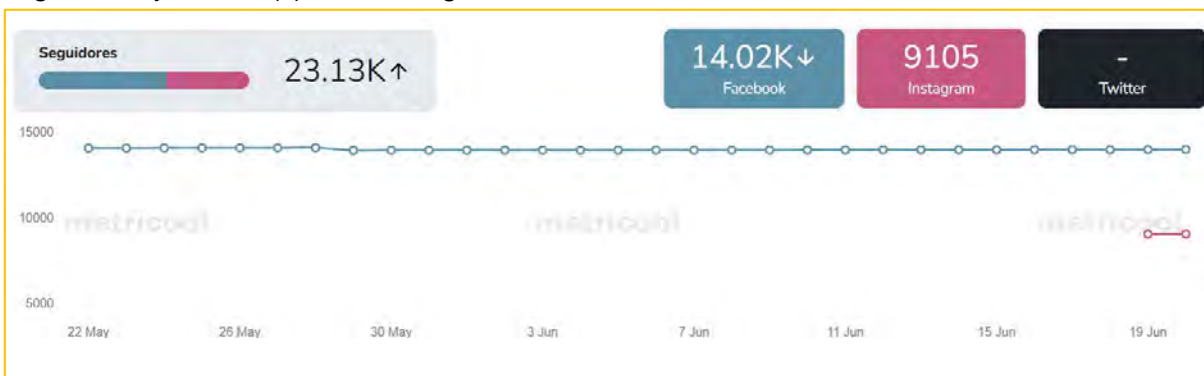 Seguidores
23.13K↑
14.02K↓
Facebook
9105
Instagram
-
Twitter
15000
10000
5000
metricool
metricool
metricool
22 May
26 May
30 May
3 Jun
7 Jun
11 Jun
15 Jun
19 Jun